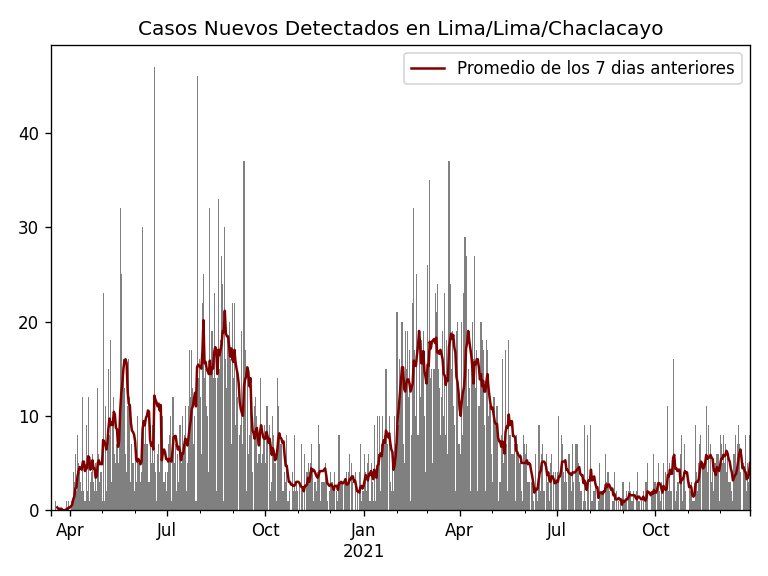 Casos Nuevos Detectados en Lima/Lima/Chaclacayo
Promedio de los 7 dias anteriores
40
30
20
10
0
Apr Jul Oct Jan Apr Jul Oct
2021